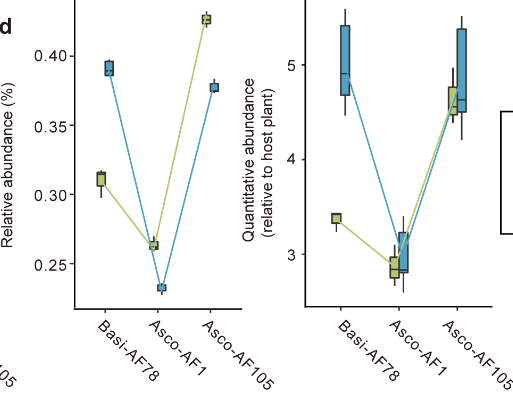 d
Relative abundance (%)
0.40
0.35
0.30
0.25
Basi-AF78
Asco-AF1
Asco-AF105
Quantitative abundance
(relative to host plant)
5
4
3
Basi-AF78
Asco-AF1
Asco-AF105
105